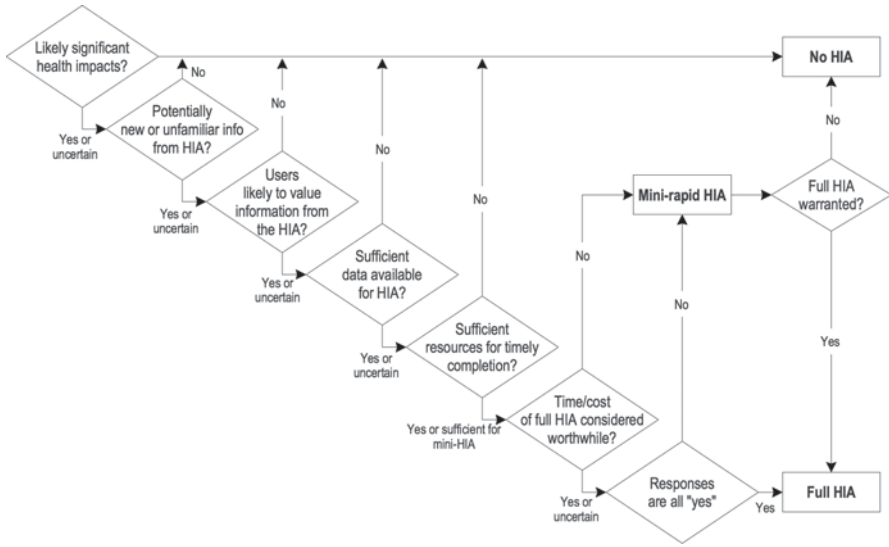 Likely significant
health impacts?
No HIA
No
Potentially
new or unfamiliar info
from HIA?
Yes or
uncertain
No
No
No
Users
likely to value
information from
the HIA?
Yes or
uncertain
No
Mini-rapid HIA
Full HIA
warranted?
Sufficient
data available
for HIA?
Yes or
uncertain
No
No
Sufficient
resources for timely
completion?
Yes or
uncertain
Yes
Time/cost
of full HIA considered
worthwhile?
Yes or sufficient for
mini-HIA
Responses
are all "yes"
Yes or
uncertain
Yes
Full HIA